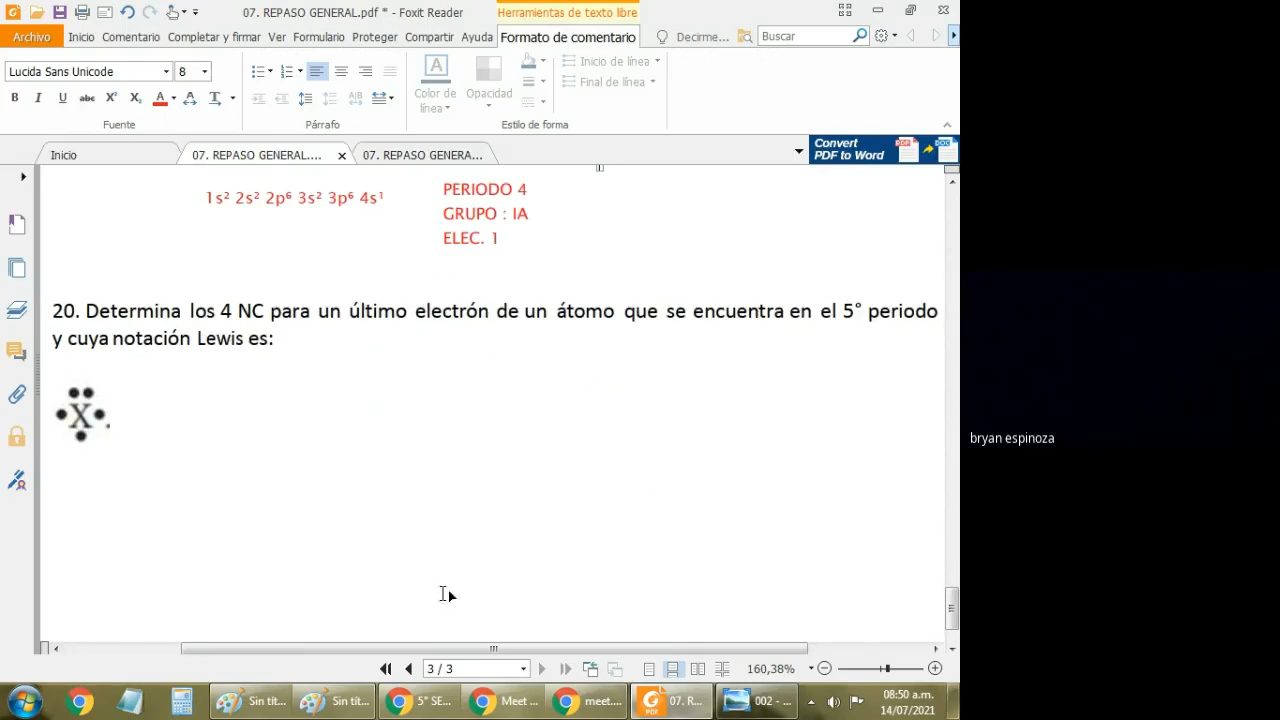 07. REPASO GENERAL.pdf * - Foxit Reader
Herramientas de texto libre
Archivo Inicio Comentario Completar y firmar Ver Formulario Proteger Compartir Ayuda Formato de comentario Decirme... Buscar
Lucida Sans Unicode 8
Inicio de línea
Final de línea
Color de línea
Opacidad
Fuente Párrafo Estilo de forma
Inicio
07. REPASO GENERAL....
07. REPASO GENERA...
Convert
PDF to Word
1s² 2s² 2p⁶ 3s² 3p⁶ 4s¹
PERIODO 4
GRUPO : IA
ELEC. 1
20. Determina los 4 NC para un último electrón de un átomo que se encuentra en el 5° periodo
y cuya notación Lewis es:
X
bryan espinoza
3 / 3
160,38%
Sin tít... Sin tít... 5° SE... Meet ... meet.... 07. R... 002 - ...
08:50 a.m.
14/07/2021